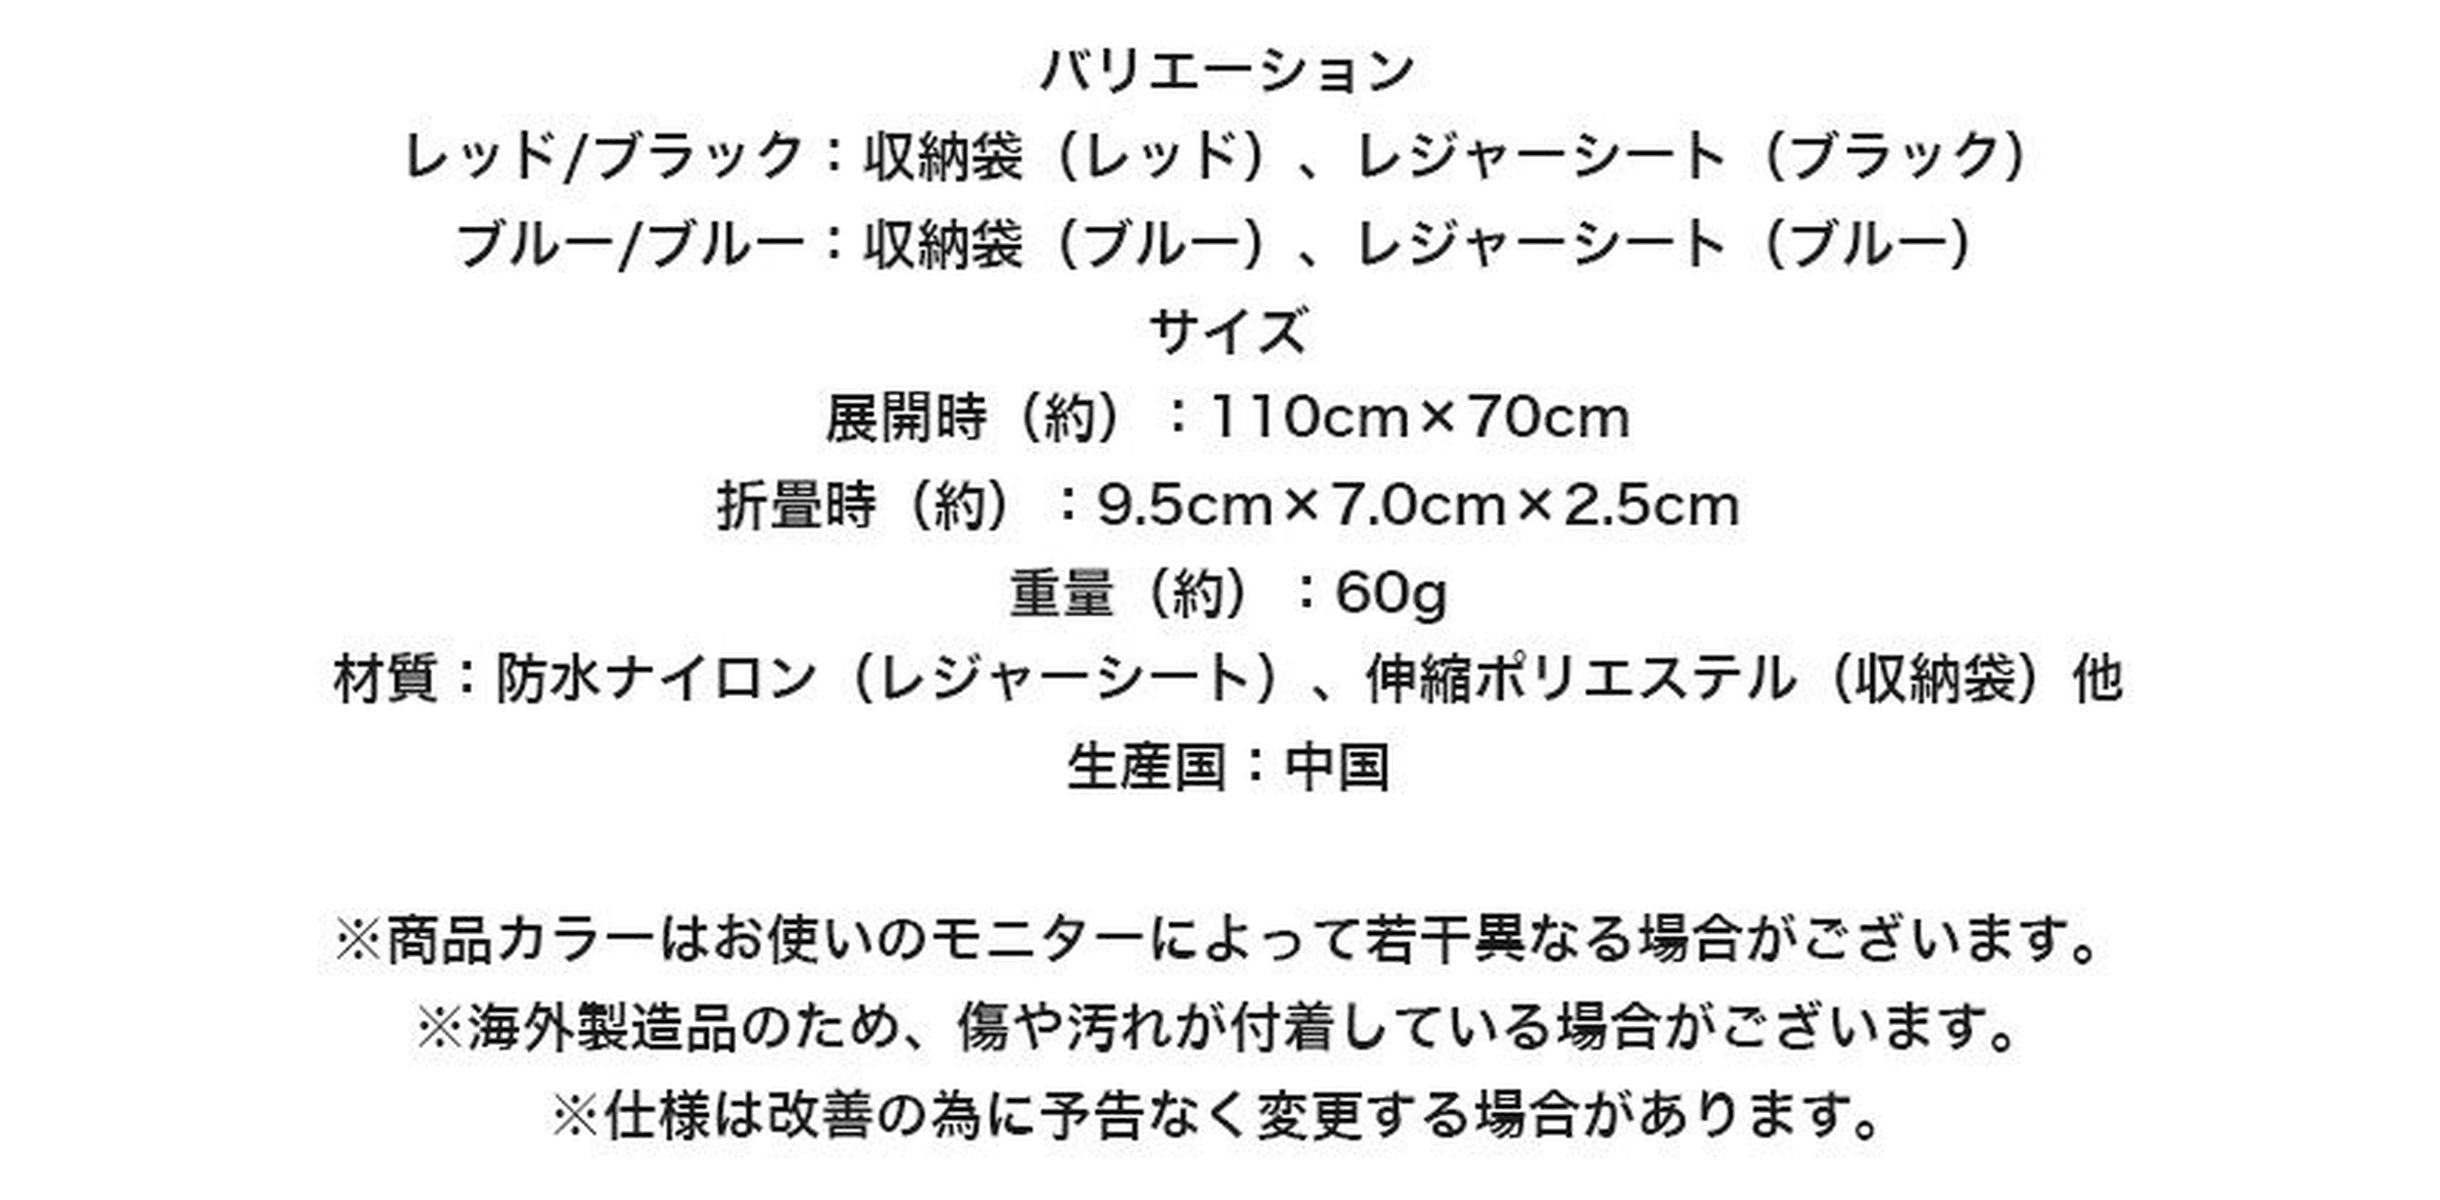 バリエーション
レッド/ブラック：収納袋（レッド）、レジャーシート（ブラック）
ブルー/ブルー：収納袋（ブルー）、レジャーシート（ブルー）
サイズ
展開時（約）：110cm×70cm
折畳時（約）：9.5cm×7.0cm×2.5cm
重量（約）：60g
材質：防水ナイロン（レジャーシート）、伸縮ポリエステル（収納袋）他
生産国：中国
※商品カラーはお使いのモニターによって若干異なる場合がございます。
※海外製造品のため、傷や汚れが付着している場合がございます。
※仕様は改善の為に予告なく変更する場合があります。